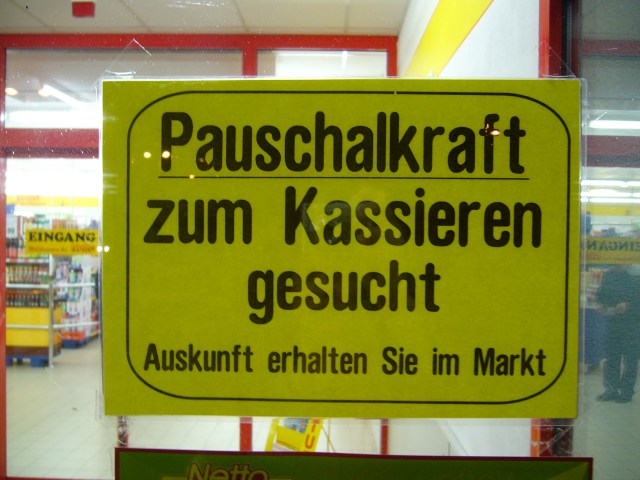 Pauschalkraft
zum Kassieren
gesucht
Auskunft erhalten Sie im Markt
EINGANG
Netto